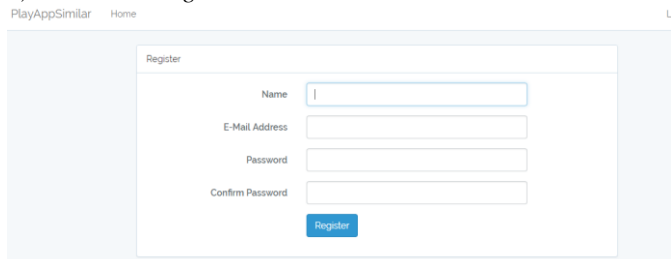 PlayAppSimilar Home L
Register
Name
E-Mail Address
Password
Confirm Password
Register